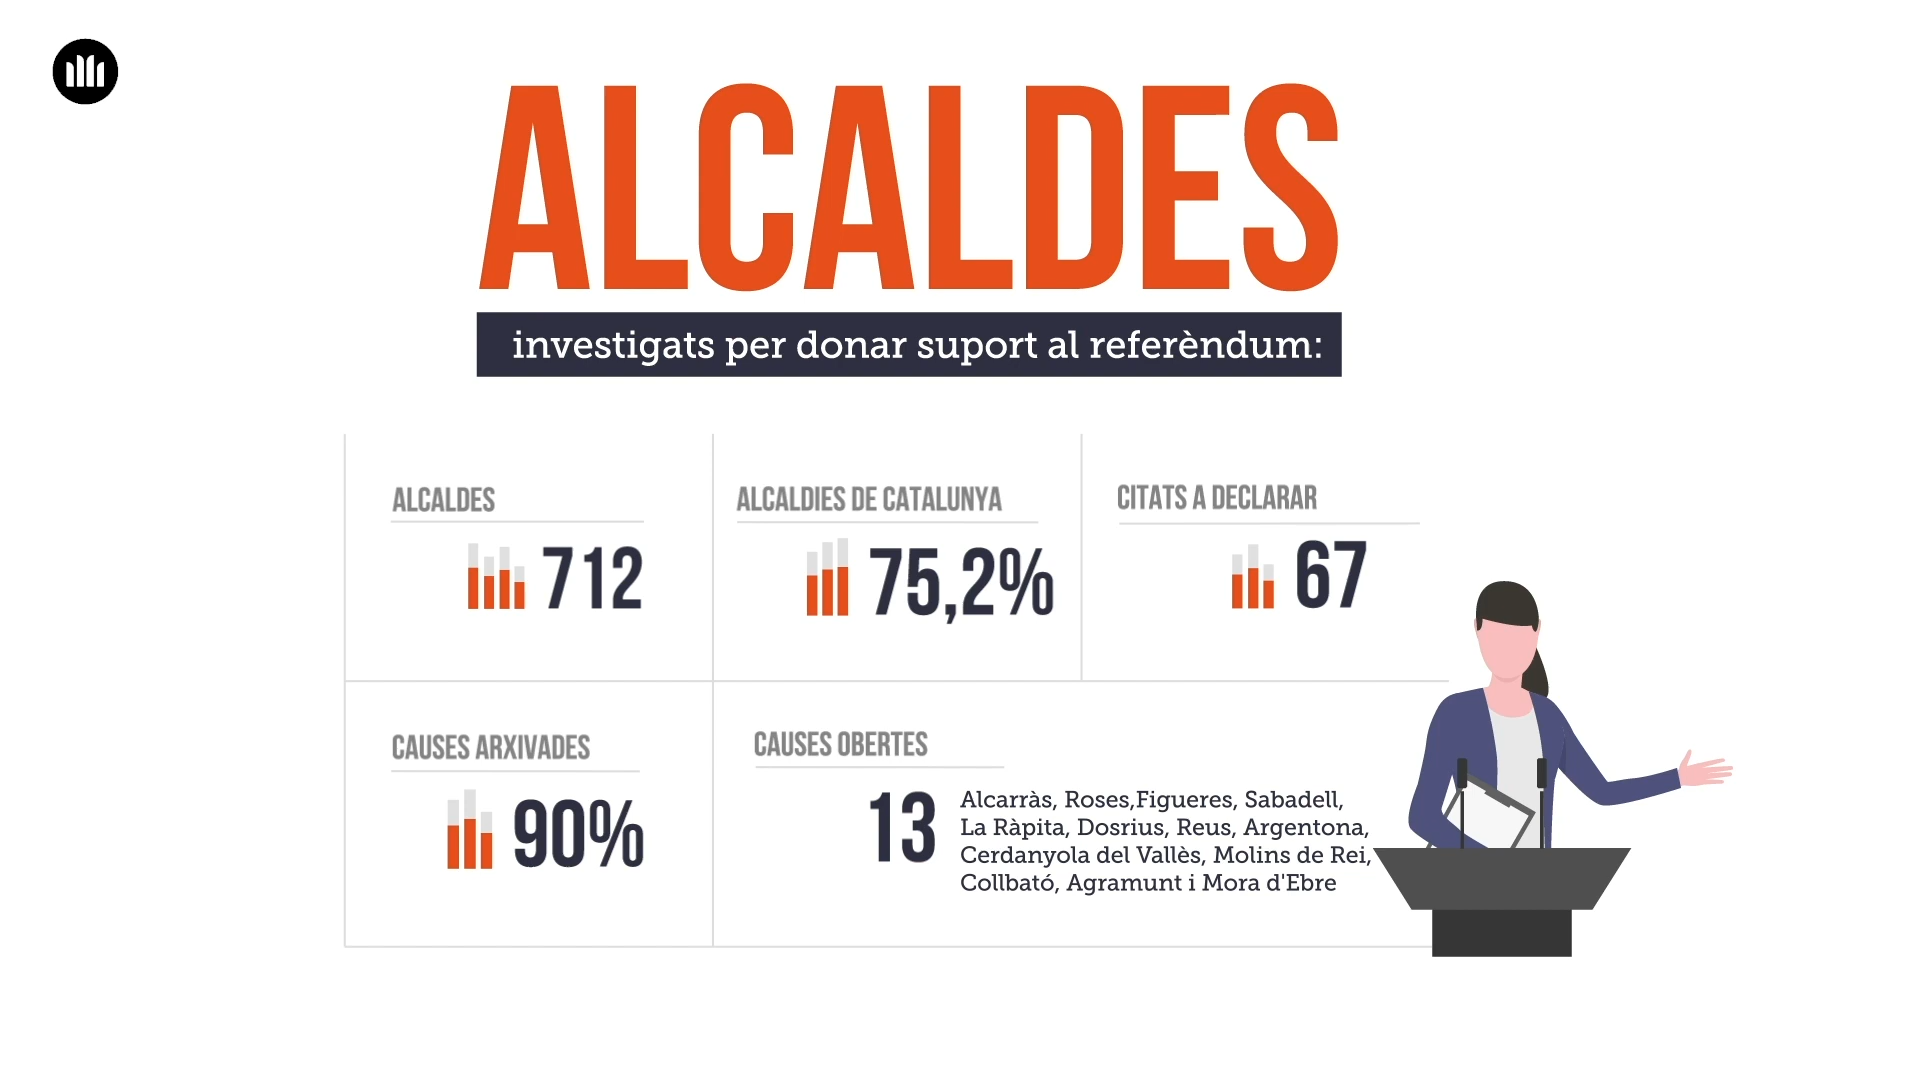 ALCALDES
investigats per donar suport al referèndum:
ALCALDES
712
ALCALDIES DE CATALUNYA
75,2%
CITATS A DECLARAR
67
CAUSES ARXIVADES
90%
CAUSES OBERTES
13
Alcarràs, Roses,Figueres, Sabadell,
La Ràpita, Dosrius, Reus, Argentona,
Cerdanyola del Vallès, Molins de Rei,
Collbató, Agramunt i Mora d'Ebre